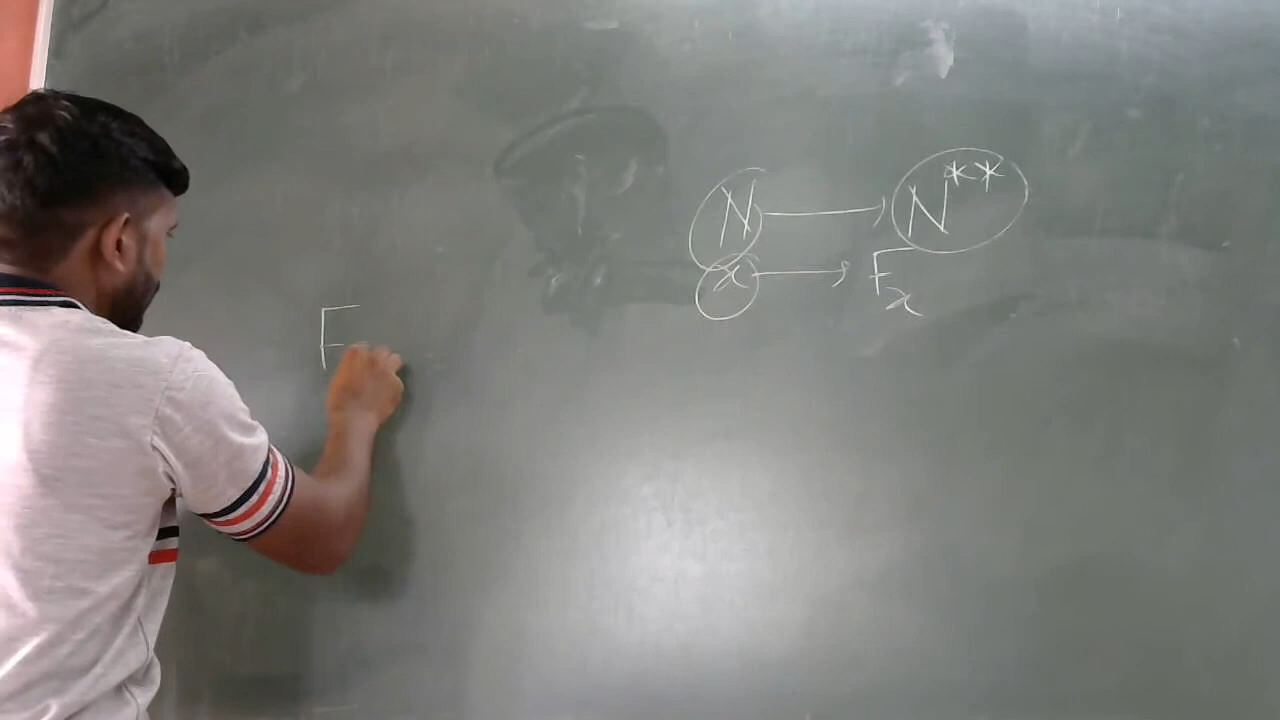 N → N**
x → Fx
F